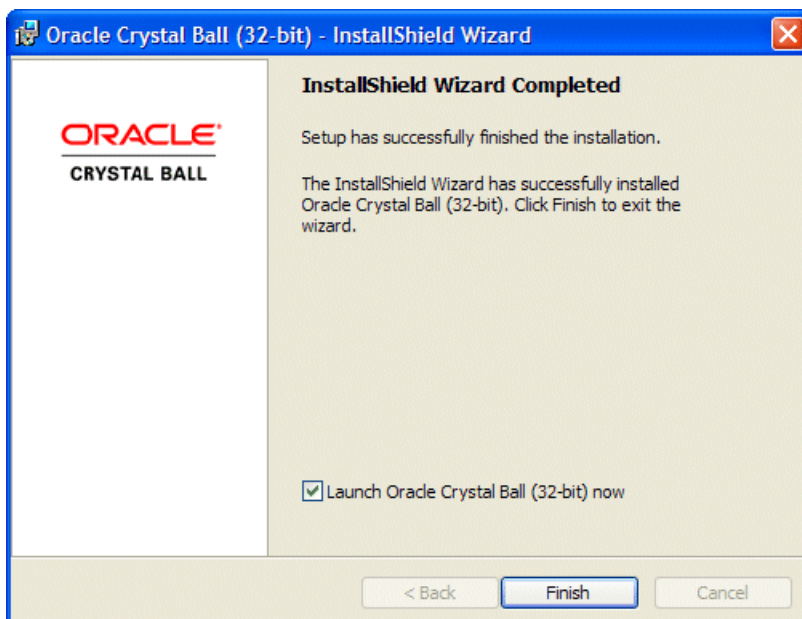 Oracle Crystal Ball (32-bit) - InstallShield Wizard
ORACLE
CRYSTAL BALL
InstallShield Wizard Completed
Setup has successfully finished the installation.
The InstallShield Wizard has successfully installed
Oracle Crystal Ball (32-bit). Click Finish to exit the
wizard.
Launch Oracle Crystal Ball (32-bit) now
< Back
Finish
Cancel